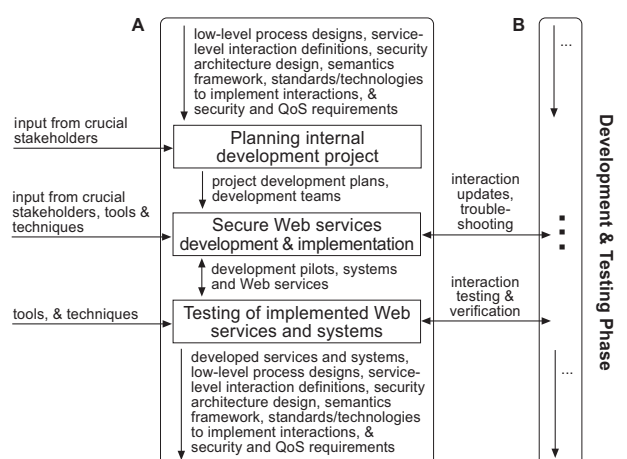 A
B
low-level process designs, service-
level interaction definitions, security
architecture design, semantics
framework, standards/technologies
to implement interactions, &
security and QoS requirements
...
input from crucial
stakeholders
Planning internal
development project
project development plans,
development teams
input from crucial
stakeholders, tools &
techniques
Secure Web services
development & implementation
interaction
updates,
trouble-
shooting
development pilots, systems
and Web services
tools, & techniques
Testing of implemented Web
services and systems
interaction
testing &
verification
developed services and systems,
low-level process designs, service-
level interaction definitions, security
architecture design, semantics
framework, standards/technologies
to implement interactions, &
security and QoS requirements
...
Development & Testing Phase